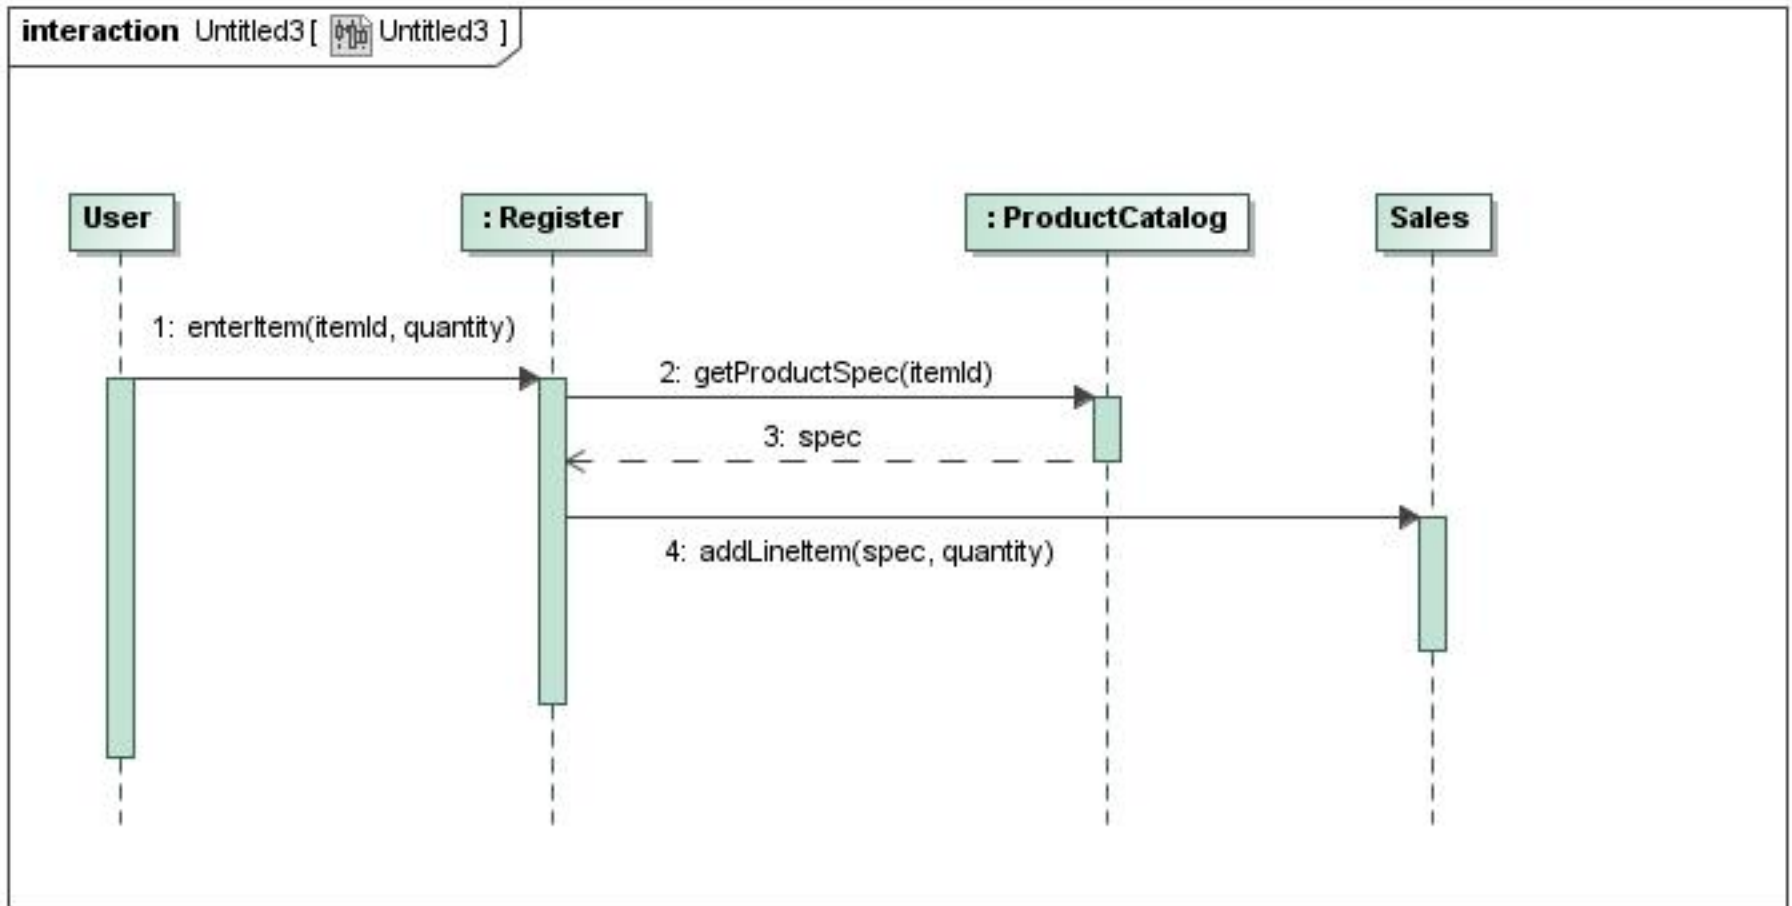 interaction Untitled3 [ Untitled3 ]
User
: Register
: ProductCatalog
Sales
1: enterItem(itemId, quantity)
2: getProductSpec(itemId)
3: spec
4: addLineItem(spec, quantity)